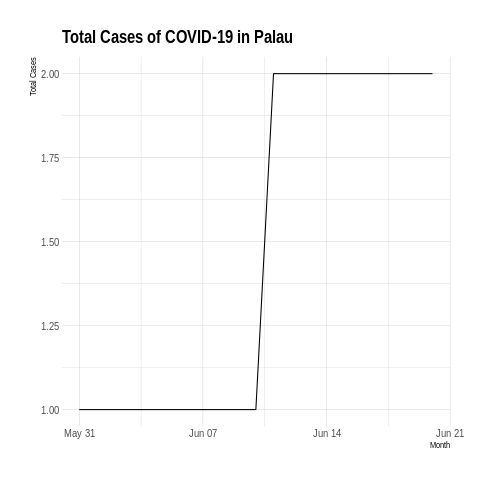 Total Cases of COVID-19 in Palau
Total Cases
2.00
1.75
1.50
1.25
1.00
May 31 Jun 07 Jun 14 Jun 21
Month